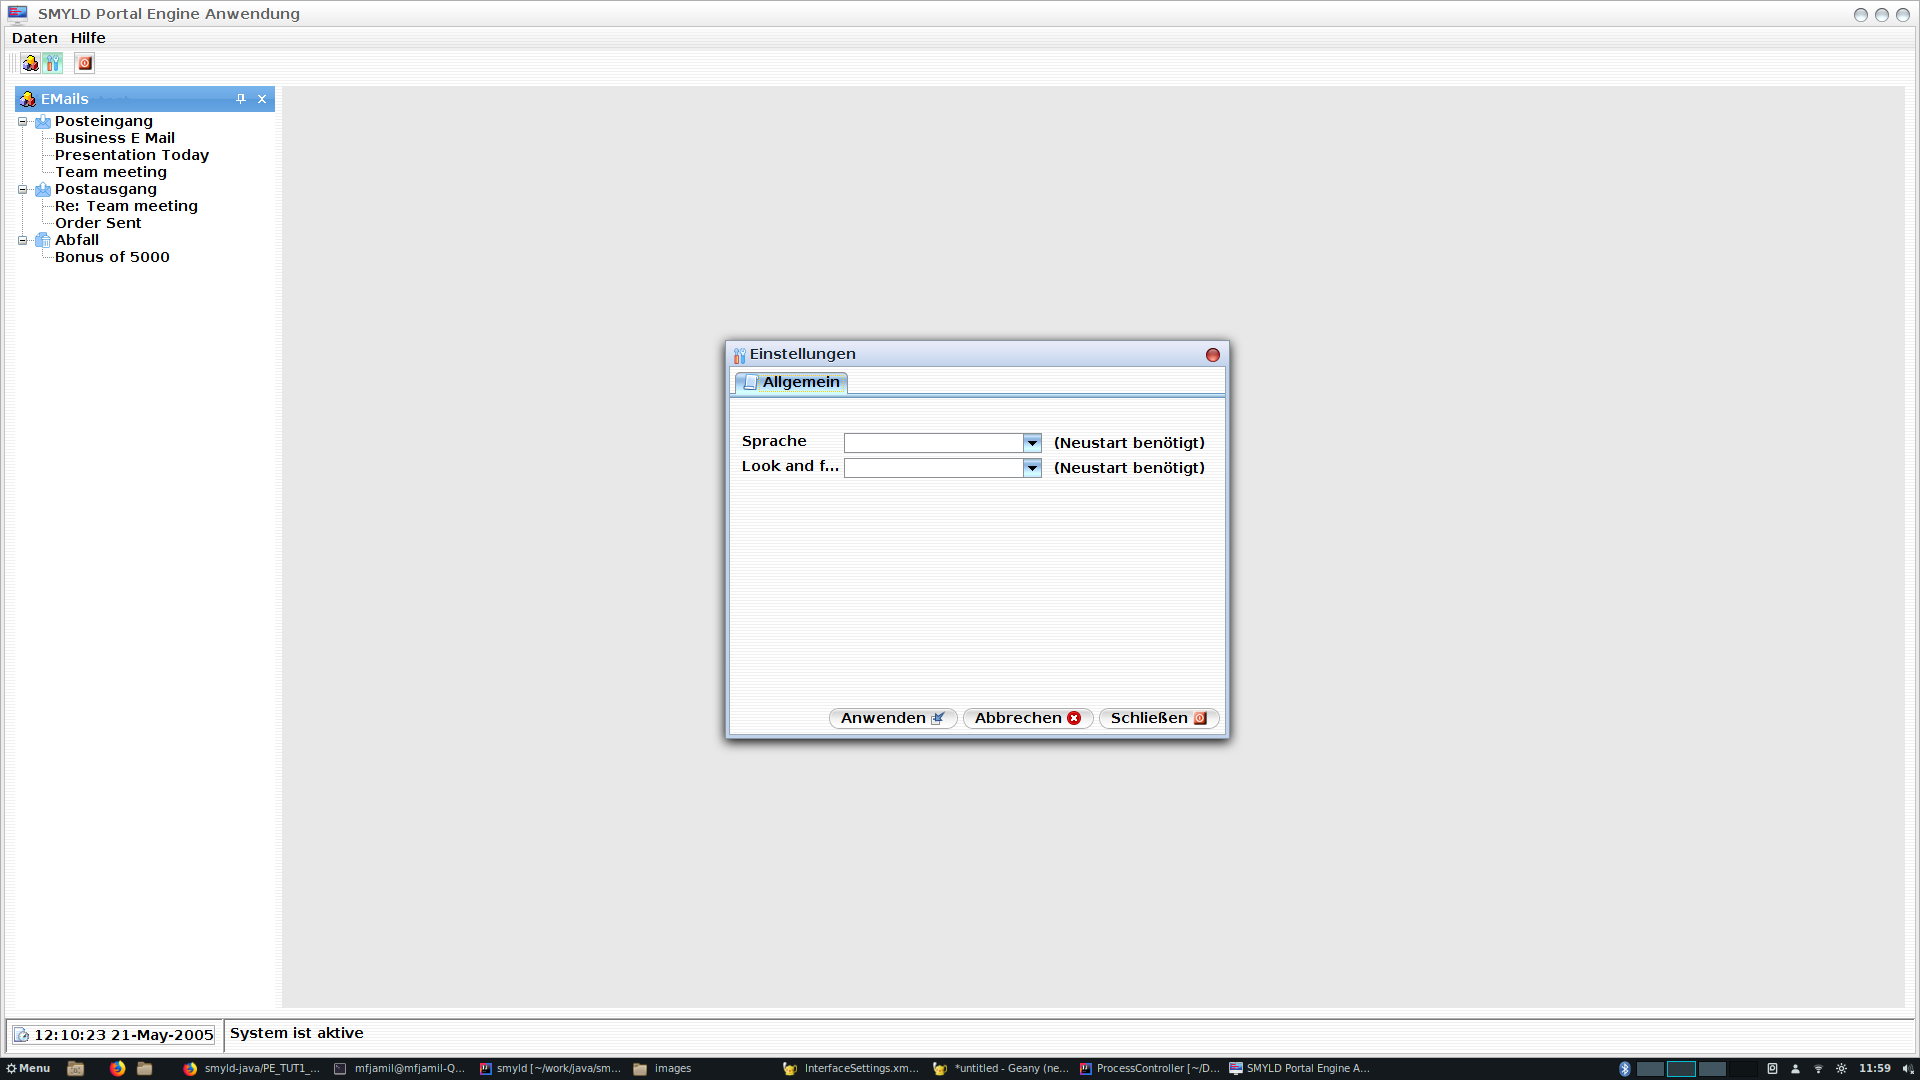 SMYLD Portal Engine Anwendung
Daten Hilfe
EMails
Posteingang
Business E Mail
Presentation Today
Team meeting
Postausgang
Re: Team meeting
Order Sent
Abfall
Bonus of 5000
Einstellungen
Allgemein
Sprache (Neustart benötigt)
Look and f... (Neustart benötigt)
Anwenden Abbrechen Schließen
12:10:23 21-May-2005 System ist aktive
Menu smyld-java/PE_TUT1_... mfjamil@mfjamil-Q... smyld [~/work/java/sm... images InterfaceSettings.xm... *untitled - Geany (ne... ProcessController [~/D... SMYLD Portal Engine A... 11:59